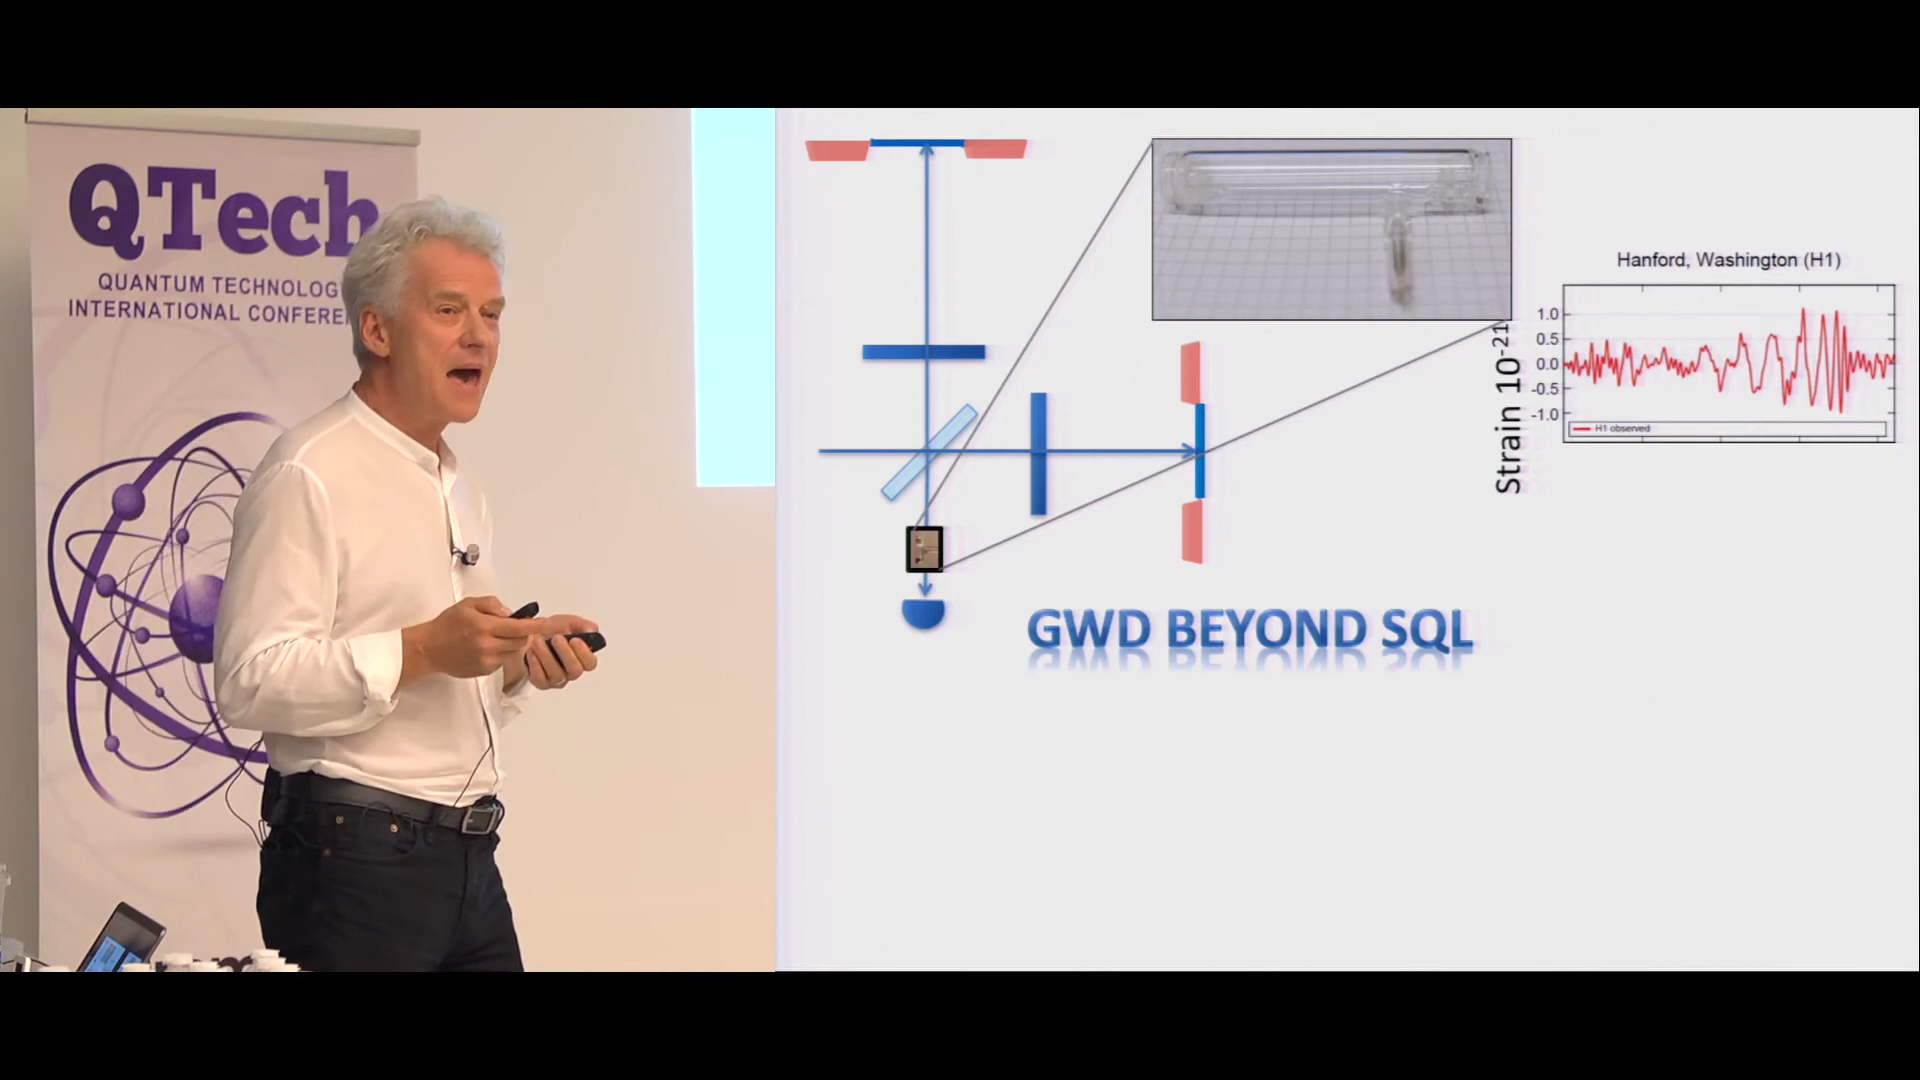 QTech
QUANTUM TECHNOLOG
INTERNATIONAL CONFERE
Hanford, Washington (H1)
1.0
0.5
0.0
-0.5
-1.0
Strain 10-21
H1 observed
GWD BEYOND SQL